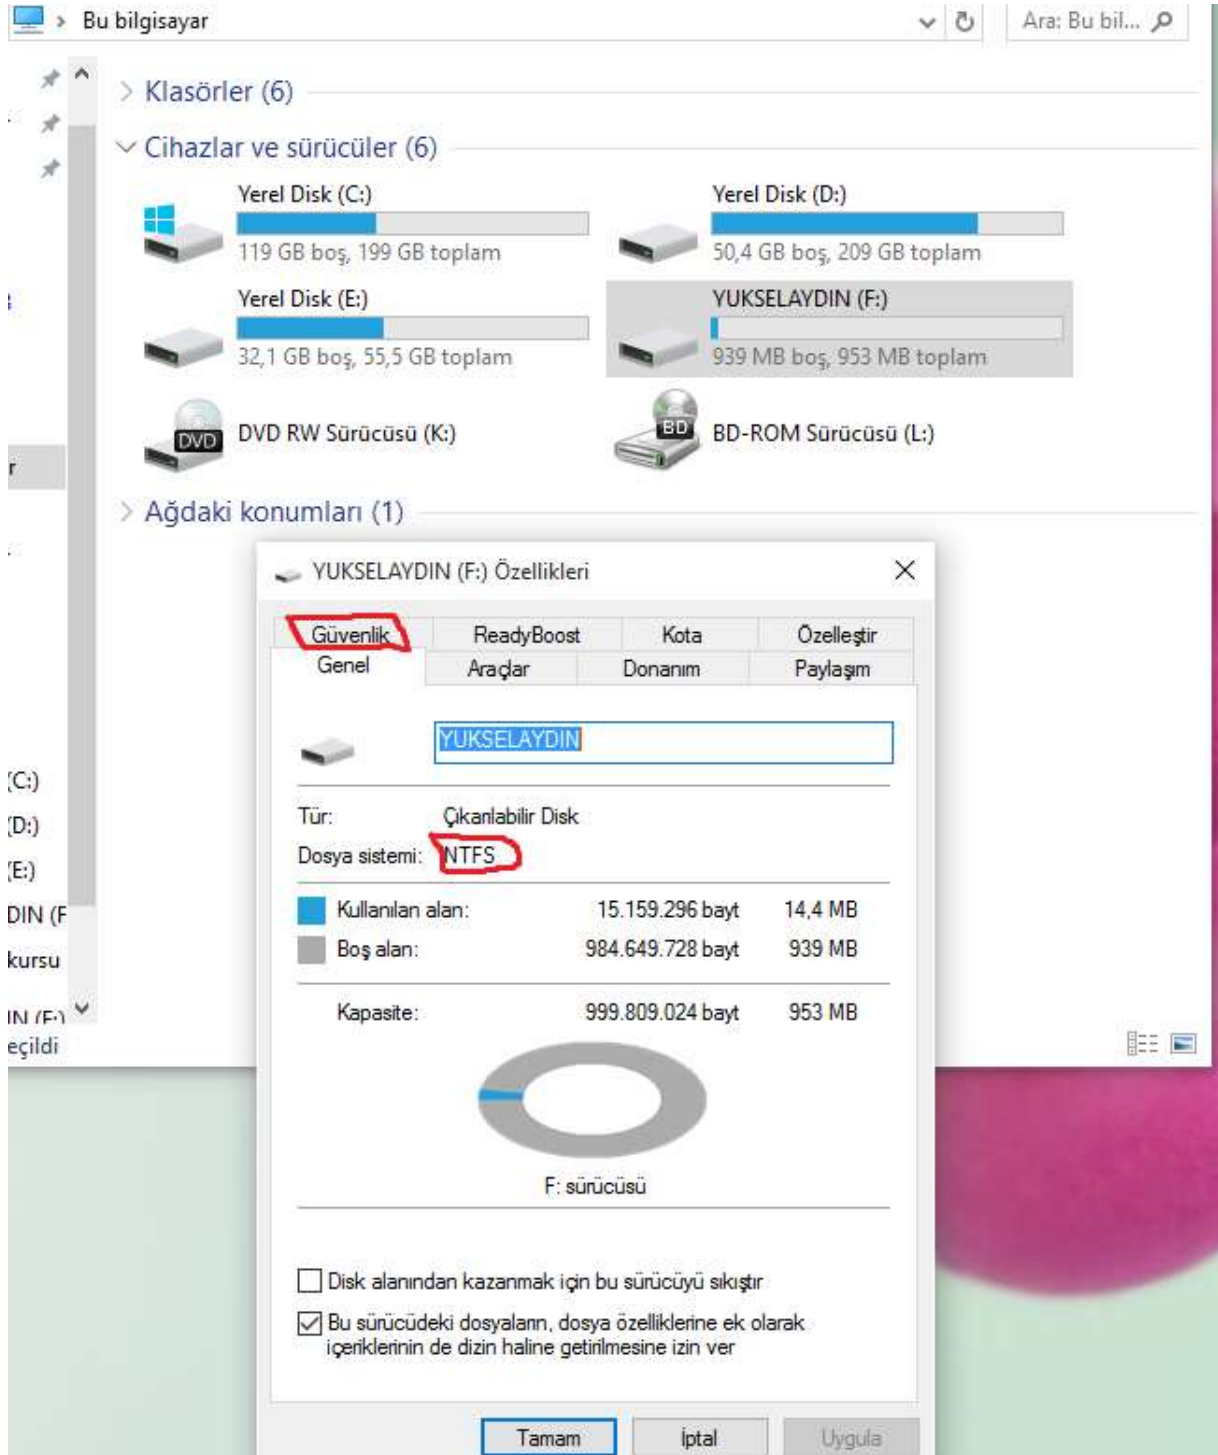 Bu bilgisayar
Ara: Bu bil...
Klasörler (6)
Cihazlar ve sürücüler (6)
Yerel Disk (C:)
119 GB boş, 199 GB toplam
Yerel Disk (D:)
50,4 GB boş, 209 GB toplam
Yerel Disk (E:)
32,1 GB boş, 55,5 GB toplam
YUKSELAYDIN (F:)
939 MB boş, 953 MB toplam
DVD
DVD RW Sürücüsü (K:)
BD
BD-ROM Sürücüsü (L:)
r
Ağdaki konumları (1)
(C:)
(D:)
(E:)
DIN (F
kursu
IN (F:)
eçildi
YUKSELAYDIN (F:) Özellikleri
Güvenlik
ReadyBoost
Kota
Özelleştir
Genel
Araçlar
Donanım
Paylaşım
YUKSELAYDIN
Tür:
Çıkarılabilir Disk
Dosya sistemi:
NTFS
Kullanılan alan:
15.159.296 bayt
14,4 MB
Boş alan:
984.649.728 bayt
939 MB
Kapasite:
999.809.024 bayt
953 MB
F: sürücüsü
Disk alanından kazanmak için bu sürücüyü sıkıştır
Bu sürücüdeki dosyaların, dosya özelliklerine ek olarak
içeriklerinin de dizin haline getirilmesine izin ver
Tamam
İptal
Uygula